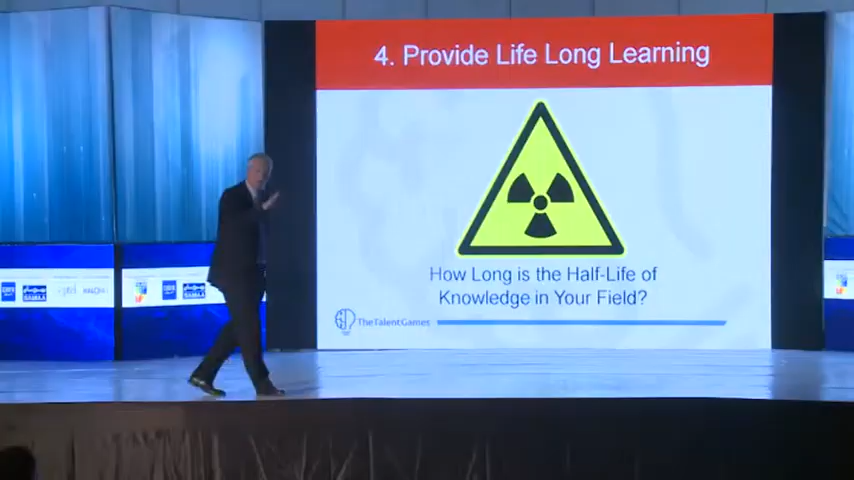 4. Provide Life Long Learning
How Long is the Half-Life of
Knowledge in Your Field?
TheTalentGames